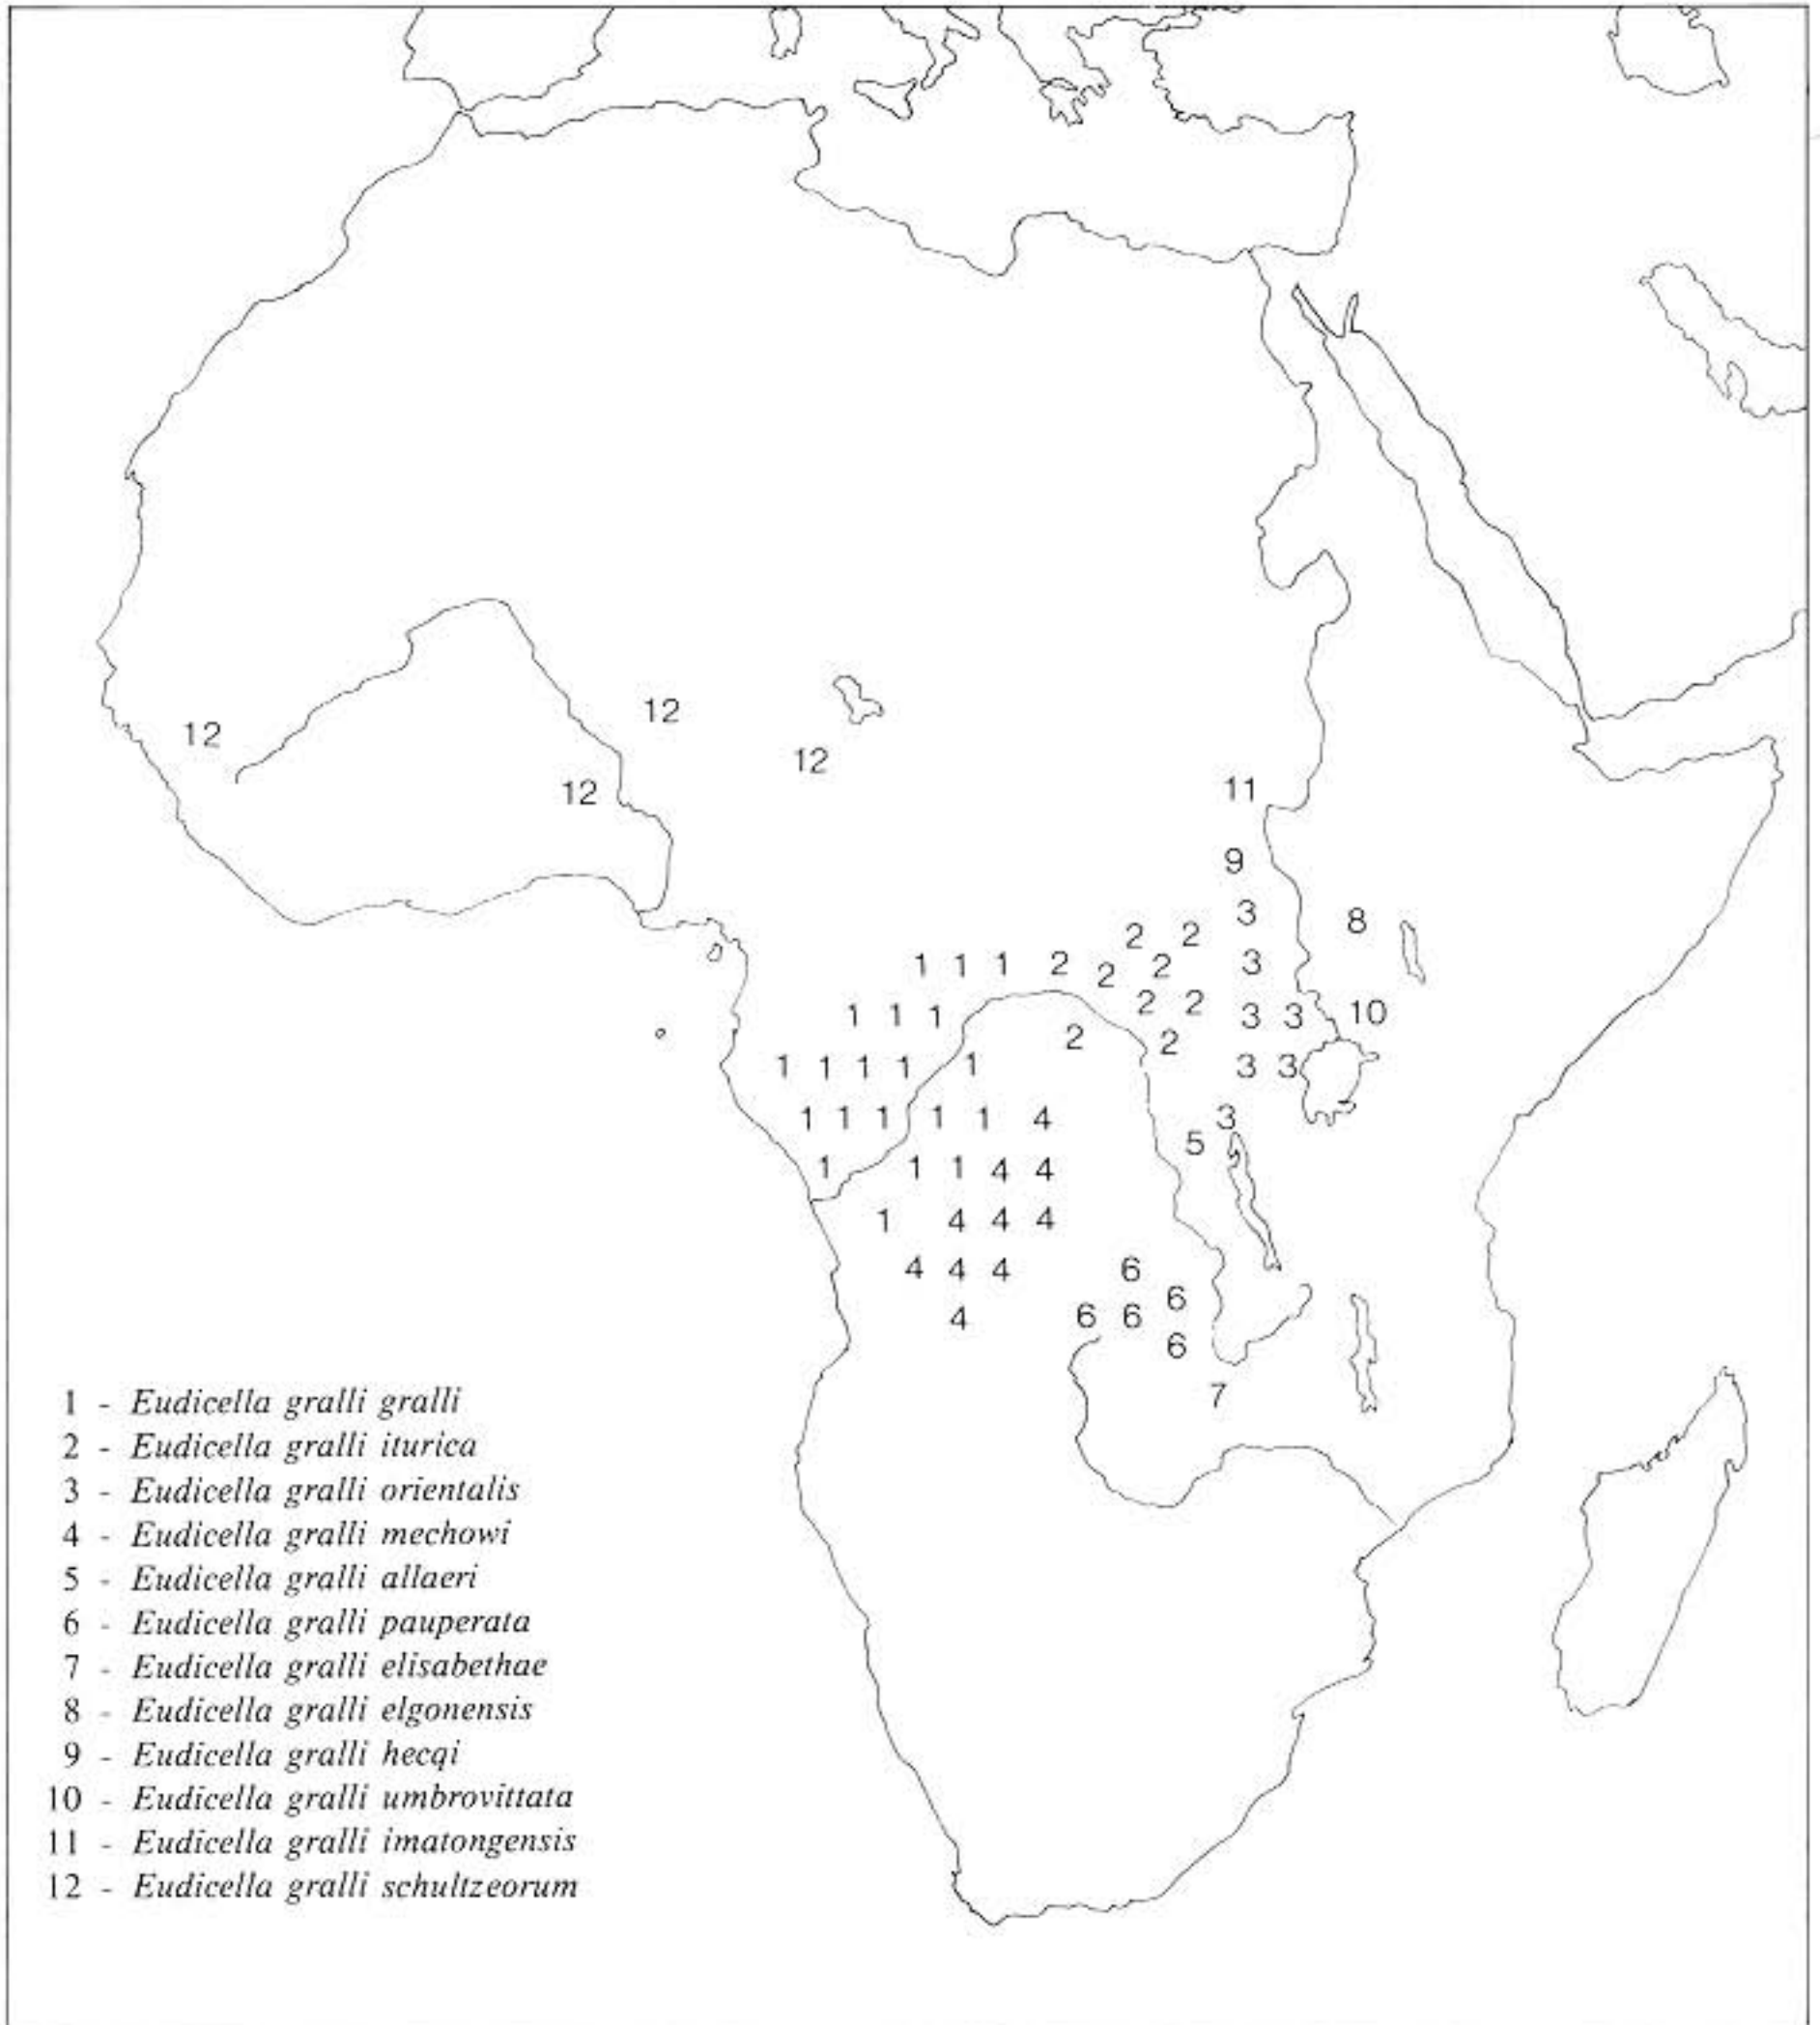 12
12
12
12
11
9
3
8
2 2
1 1 1 2 2 2 3
1 1 1 2 2 3 3 10
2 2
1 1 1 1 1 3 3
1 1 1 1 1 4 3
5
1 1 1 4 4
1 4 4 4
4 4 4 6
6
4 6 6
6
7
1 - Eudicella gralli gralli
2 - Eudicella gralli iturica
3 - Eudicella gralli orientalis
4 - Eudicella gralli mechowi
5 - Eudicella gralli allaeri
6 - Eudicella gralli pauperata
7 - Eudicella gralli elisabethae
8 - Eudicella gralli elgonensis
9 - Eudicella gralli hecqi
10 - Eudicella gralli umbrovittata
11 - Eudicella gralli imatongensis
12 - Eudicella gralli schultzeorum